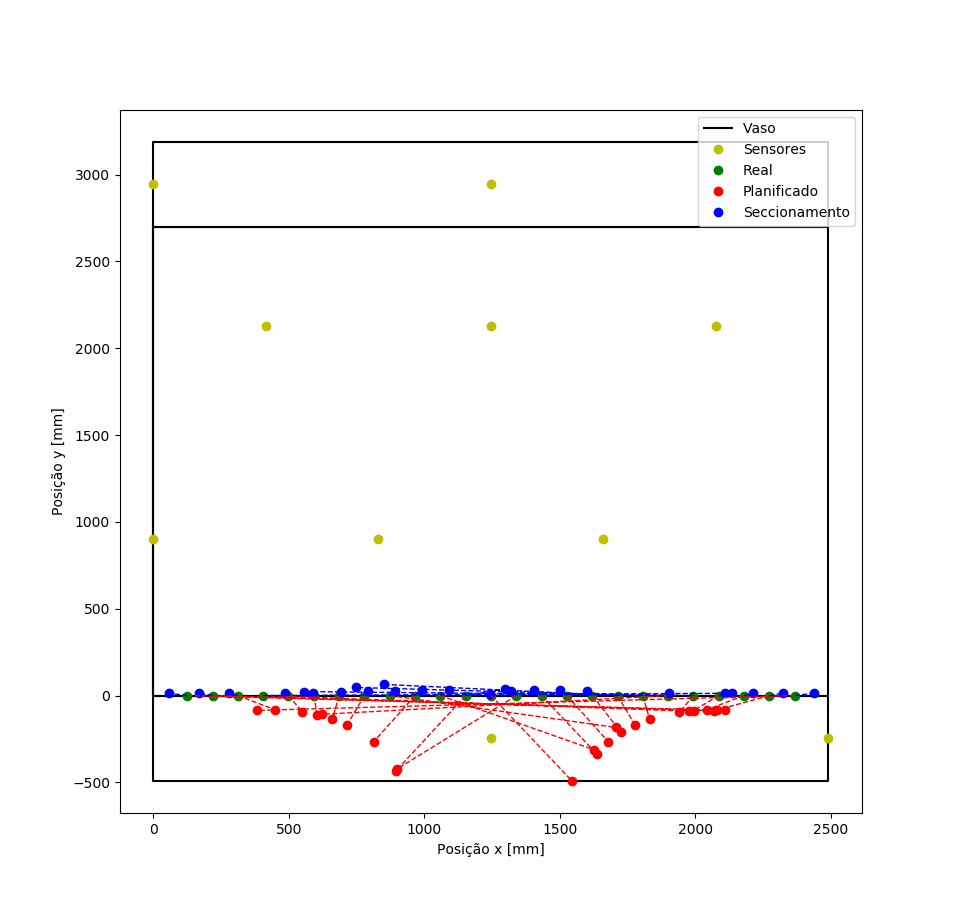 Vaso
Sensores
Real
Planificado
Seccionamento
3000
2500
2000
1500
1000
500
0
−500
Posição y [mm]
0 500 1000 1500 2000 2500
Posição x [mm]